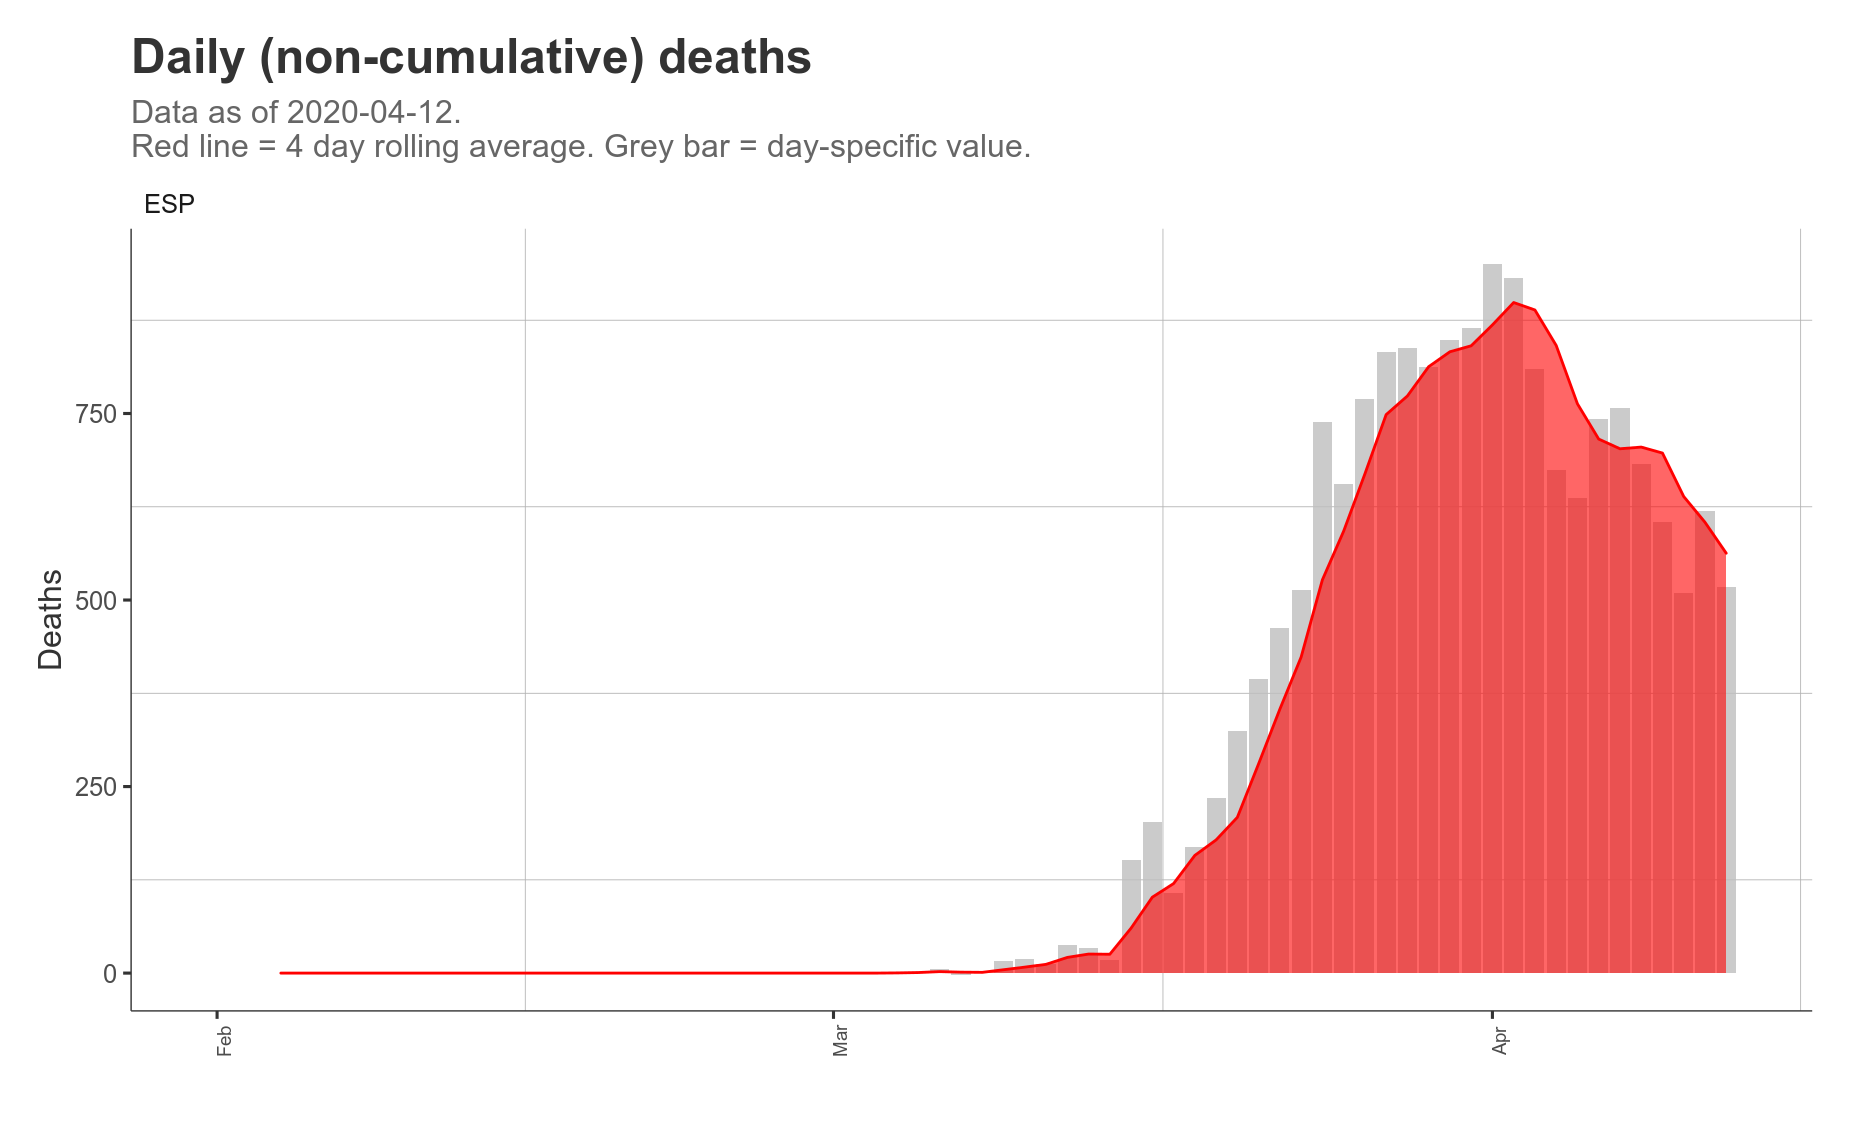 Daily (non-cumulative) deaths
Data as of 2020-04-12.
Red line = 4 day rolling average. Grey bar = day-specific value.
ESP
Deaths
750
500
250
0
Feb
Mar
Apr